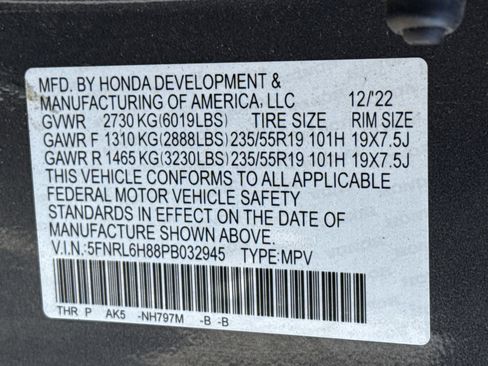 MFD. BY HONDA DEVELOPMENT &
MANUFACTURING OF AMERICA, LLC 12/'22
GVWR 2730 KG(6019LBS) TIRE SIZE RIM SIZE
GAWR F 1310 KG(2888LBS) 235/55R19 101H 19X7.5J
GAWR R 1465 KG(3230LBS) 235/55R19 101H 19X7.5J
THIS VEHICLE CONFORMS TO ALL APPLICABLE
FEDERAL MOTOR VEHICLE SAFETY
STANDARDS IN EFFECT ON THE DATE OF
MANUFACTURE SHOWN ABOVE.
V.I.N.:5FNRL6H88PB032945 TYPE:MPV
THR P AK5 -NH797M -B -B